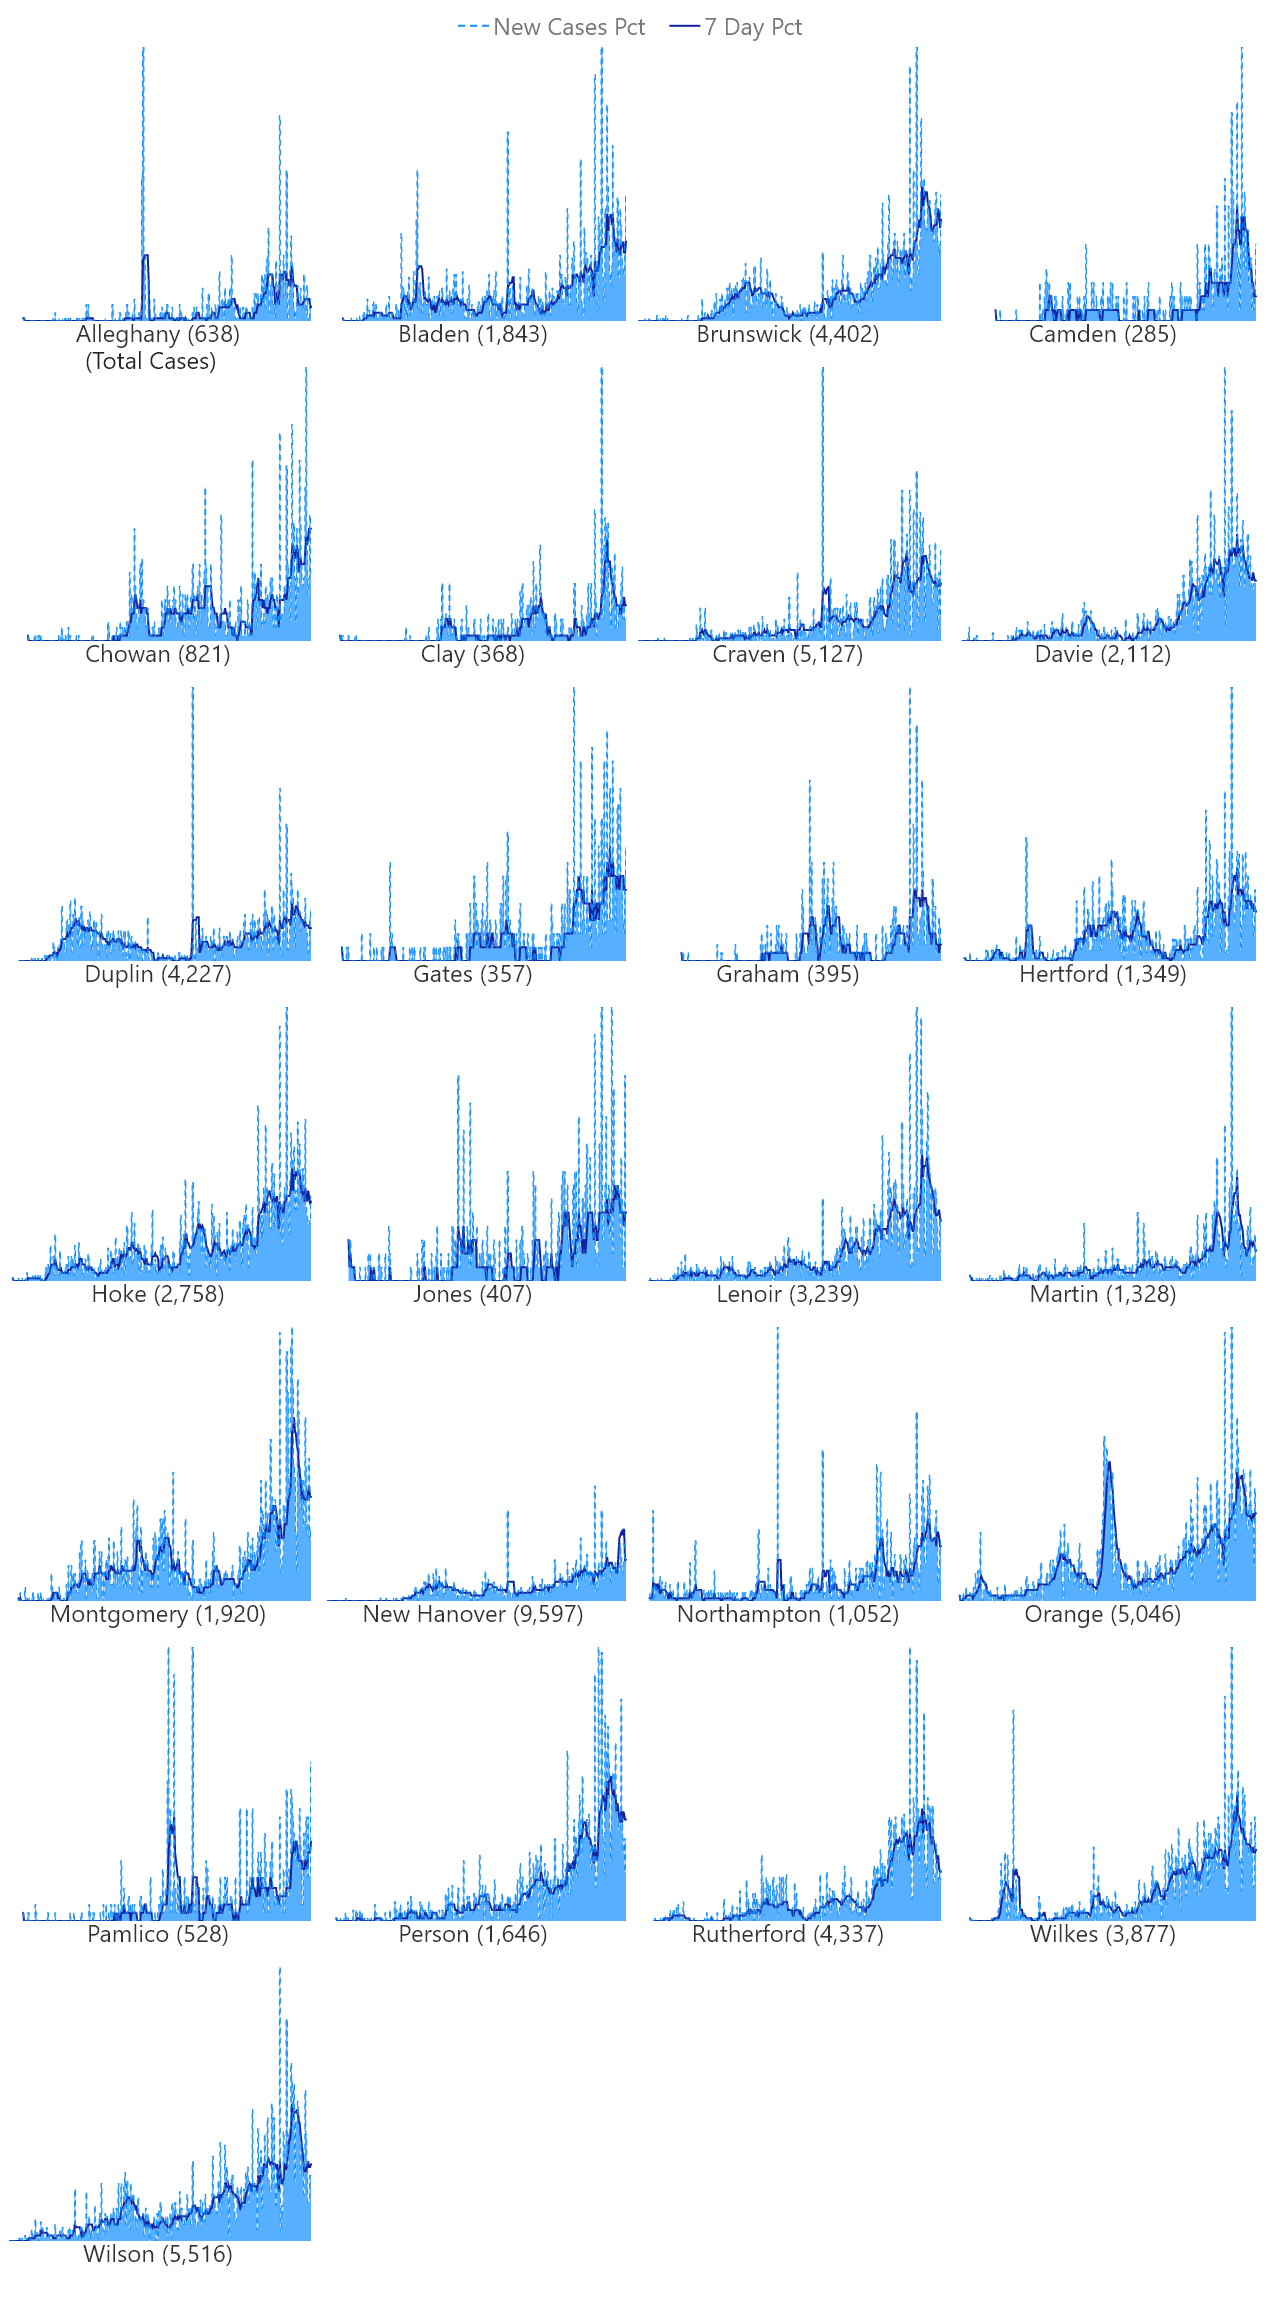 New Cases Pct 7 Day Pct
Alleghany (638) Bladen (1,843) Brunswick (4,402) Camden (285)
(Total Cases)
Chowan (821) Clay (368) Craven (5,127) Davie (2,112)
Duplin (4,227) Gates (357) Graham (395) Hertford (1,349)
Hoke (2,758) Jones (407) Lenoir (3,239) Martin (1,328)
Montgomery (1,920) New Hanover (9,597) Northampton (1,052) Orange (5,046)
Pamlico (528) Person (1,646) Rutherford (4,337) Wilkes (3,877)
Wilson (5,516)